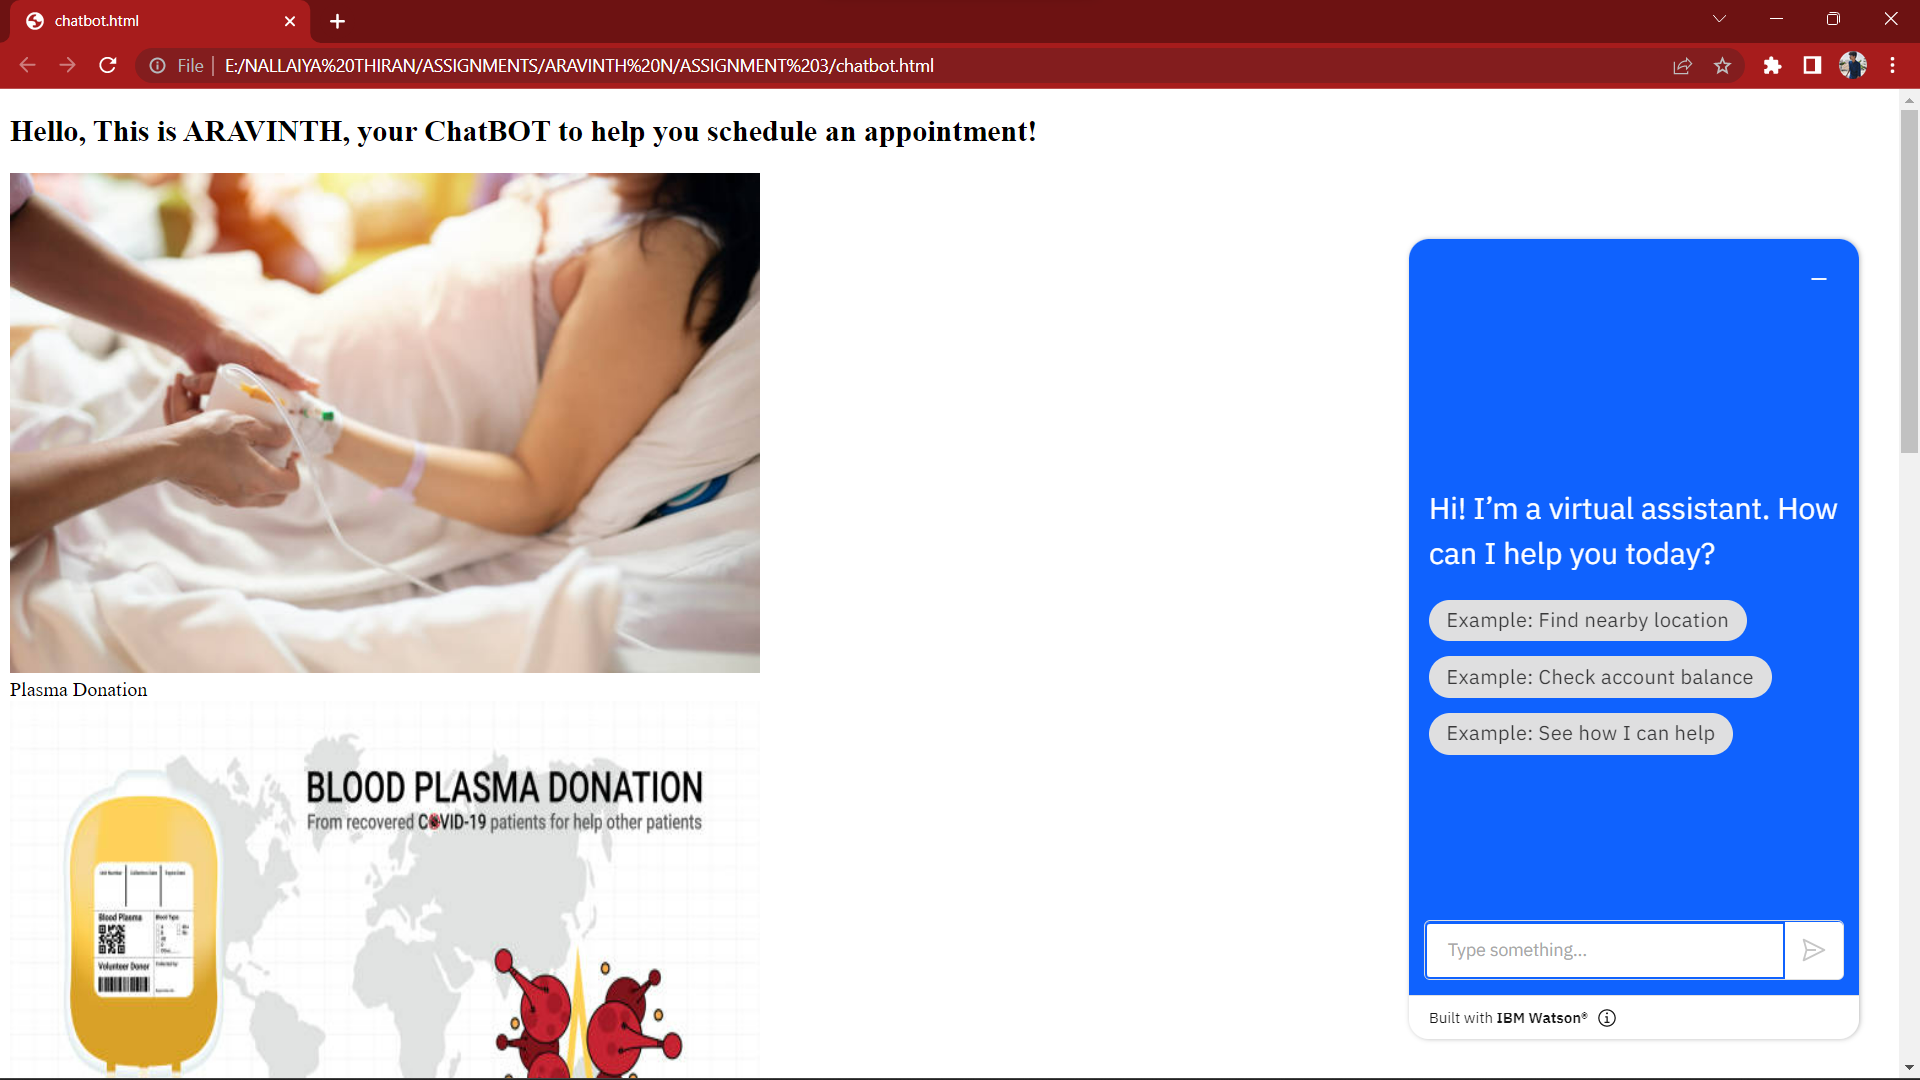 chatbot.html
File
E:/NALLAIYA%20THIRAN/ASSIGNMENTS/ARAVINTH%20N/ASSIGNMENT%203/chatbot.html
Hello, This is ARAVINTH, your ChatBOT to help you schedule an appointment!
Plasma Donation
BLOOD PLASMA DONATION
From recovered COVID-19 patients for help other patients
Blood Plasma
Blood Type
Volunteer Donor
Hi! I’m a virtual assistant. How
can I help you today?
Example: Find nearby location
Example: Check account balance
Example: See how I can help
Type something...
Built with IBM Watson®